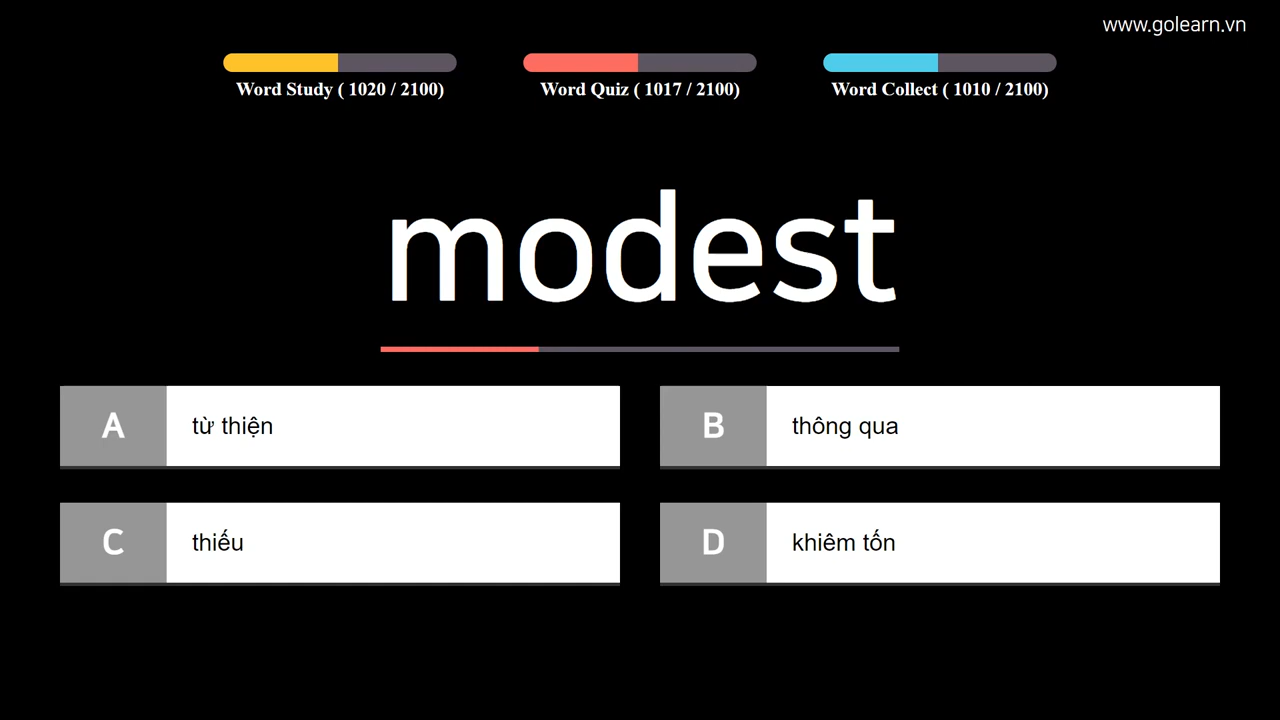 www.golearn.vn
Word Study ( 1020 / 2100)
Word Quiz ( 1017 / 2100)
Word Collect ( 1010 / 2100)
modest
A
từ thiện
B
thông qua
C
thiếu
D
khiêm tốn